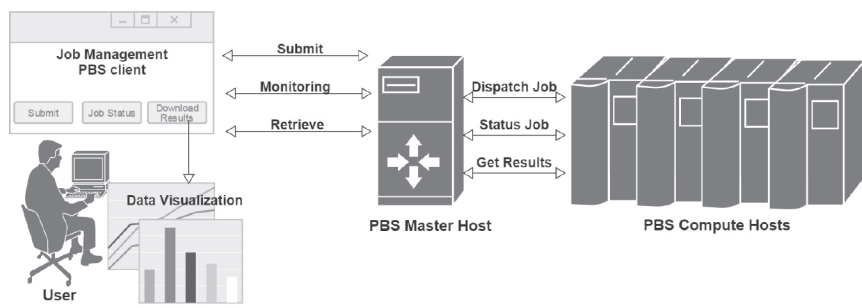 Job Management
PBS client
Submit
Job Status
Download
Results
Submit
Monitoring
Retrieve
Dispatch Job
Status Job
Get Results
Data Visualization
User
PBS Master Host
PBS Compute Hosts